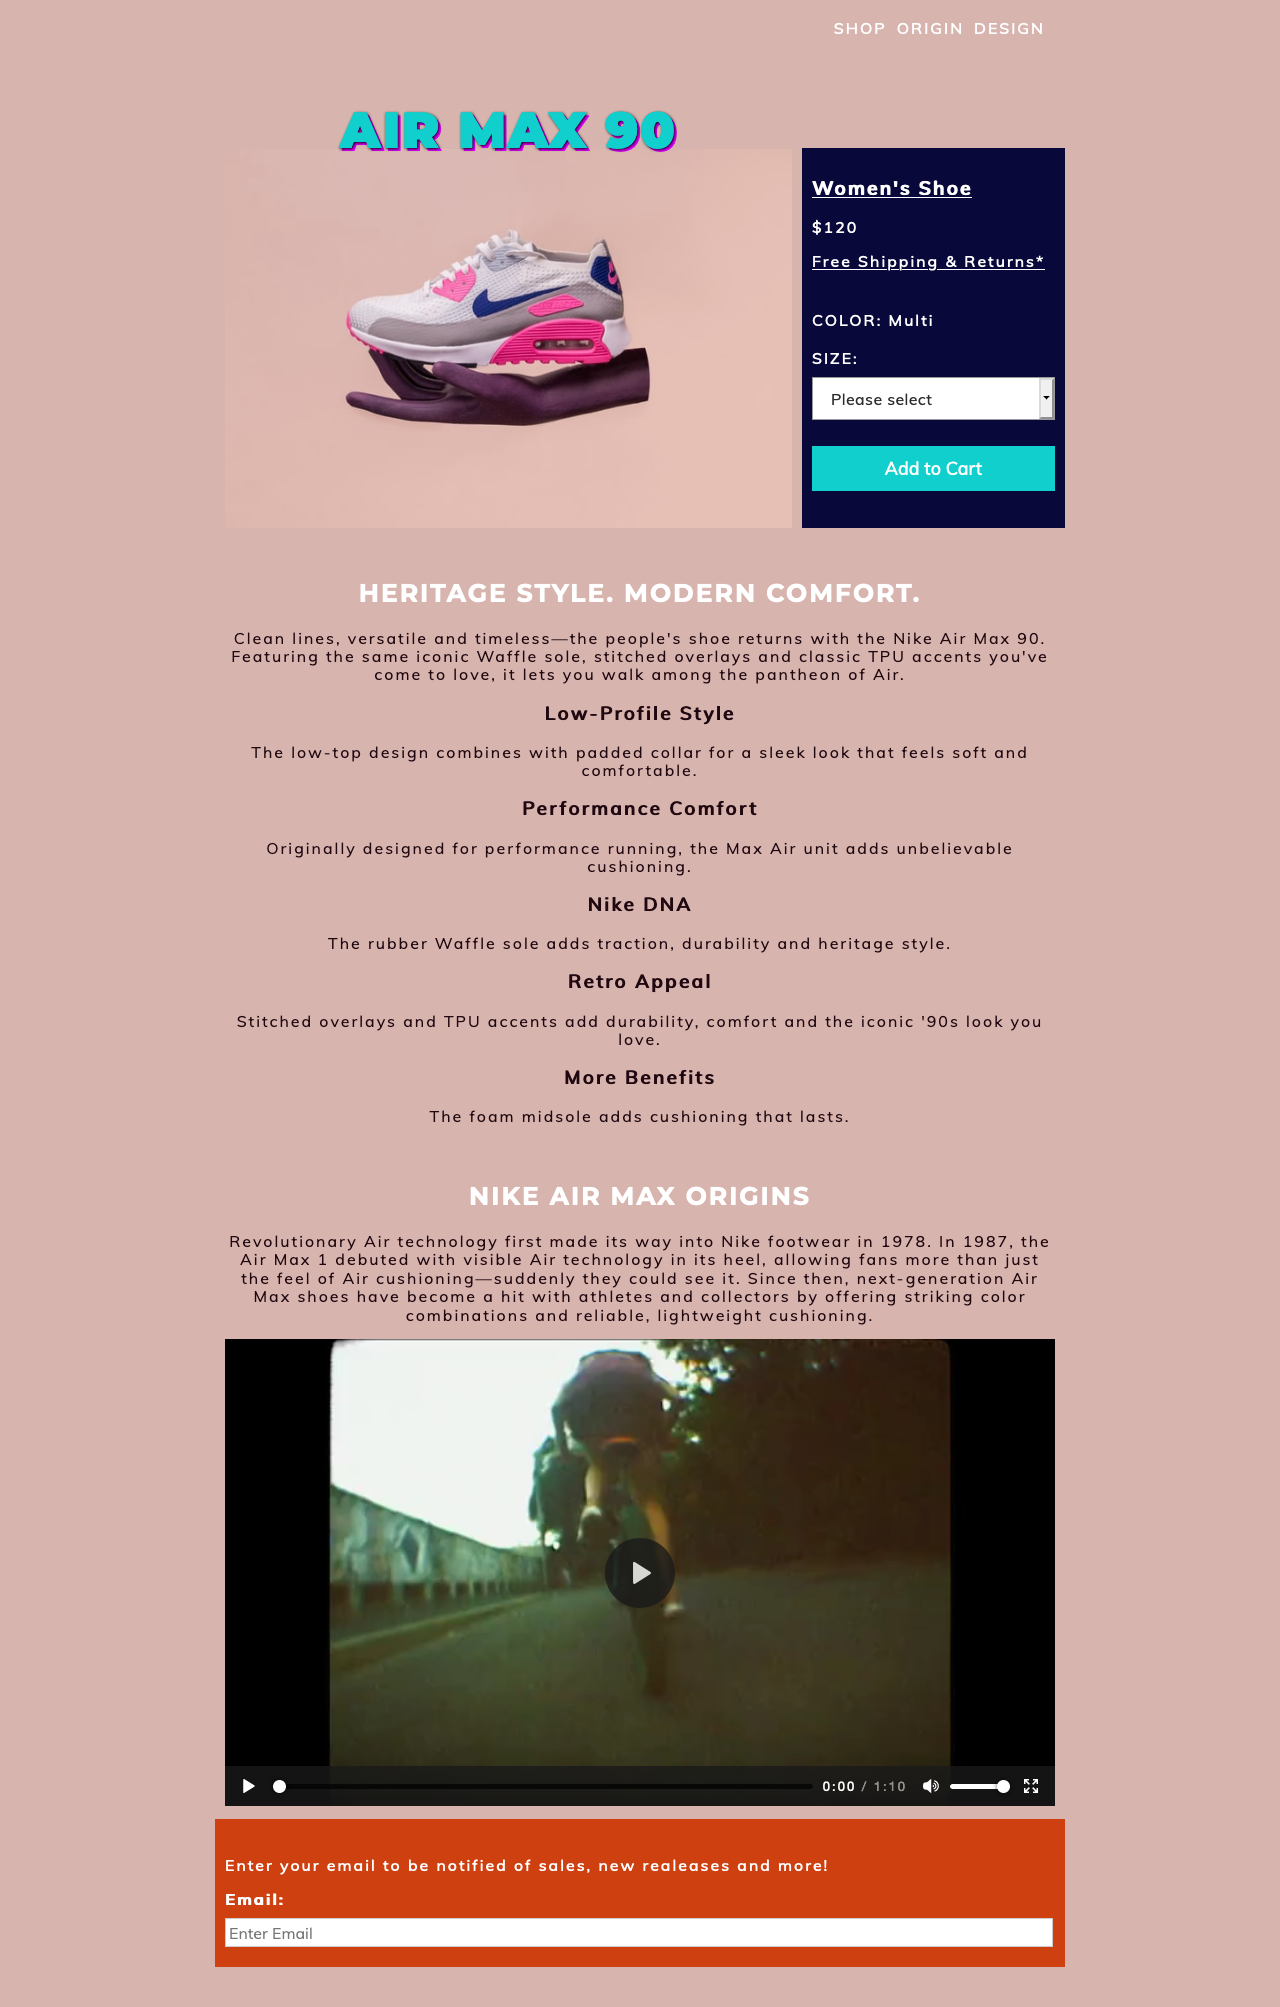 SHOP ORIGIN DESIGN
AIR MAX 90
Women's Shoe
$120
Free Shipping & Returns*
COLOR: Multi
SIZE:
Please select
Add to Cart
HERITAGE STYLE. MODERN COMFORT.
Clean lines, versatile and timeless—the people's shoe returns with the Nike Air Max 90.
Featuring the same iconic Waffle sole, stitched overlays and classic TPU accents you've
come to love, it lets you walk among the pantheon of Air.
Low-Profile Style
The low-top design combines with padded collar for a sleek look that feels soft and
comfortable.
Performance Comfort
Originally designed for performance running, the Max Air unit adds unbelievable
cushioning.
Nike DNA
The rubber Waffle sole adds traction, durability and heritage style.
Retro Appeal
Stitched overlays and TPU accents add durability, comfort and the iconic '90s look you
love.
More Benefits
The foam midsole adds cushioning that lasts.
NIKE AIR MAX ORIGINS
Revolutionary Air technology first made its way into Nike footwear in 1978. In 1987, the
Air Max 1 debuted with visible Air technology in its heel, allowing fans more than just
the feel of Air cushioning—suddenly they could see it. Since then, next-generation Air
Max shoes have become a hit with athletes and collectors by offering striking color
combinations and reliable, lightweight cushioning.
0:00 / 1:10
Enter your email to be notified of sales, new realeases and more!
Email:
Enter Email